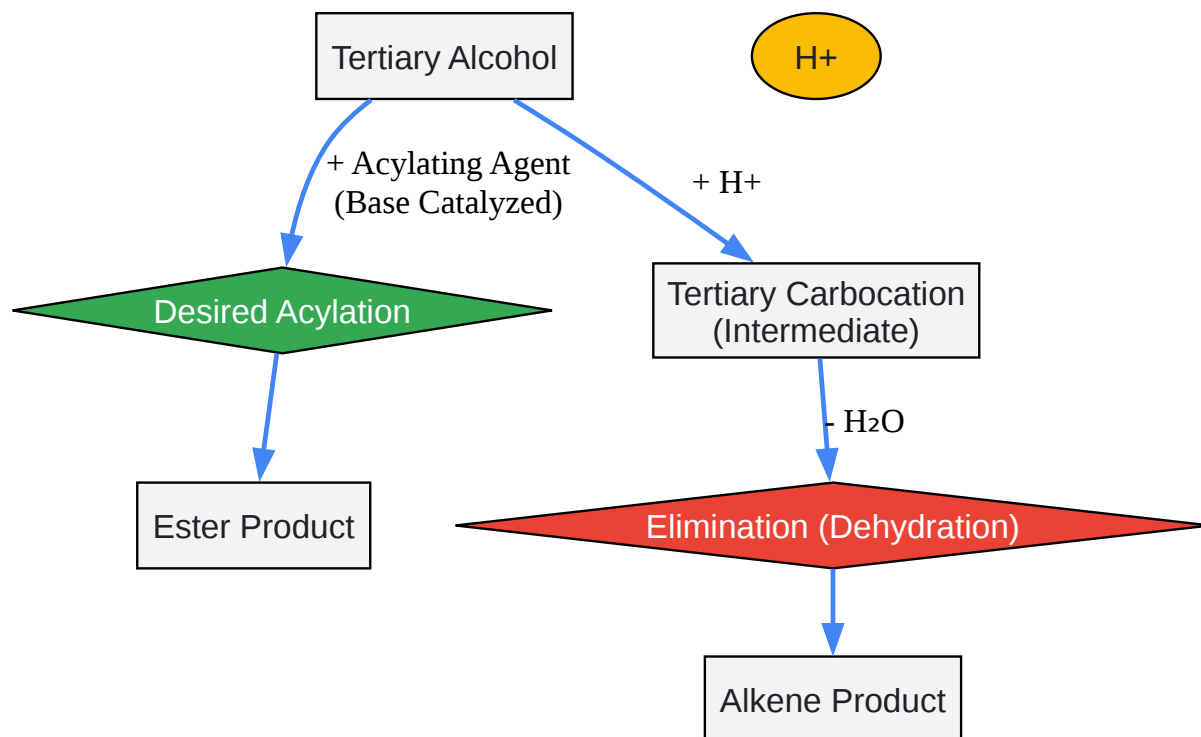 Tertiary Alcohol
H+
+ Acylating Agent
(Base Catalyzed)
+ H+
Desired Acylation
Tertiary Carbocation
(Intermediate)
- H₂O
Ester Product
Elimination (Dehydration)
Alkene Product